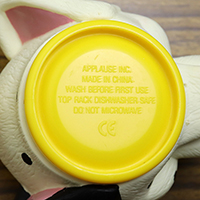 APPLAUSE INC.
MADE IN CHINA
WASH BEFORE FIRST USE
TOP RACK DISHWASHER SAFE
DO NOT MICROWAVE
CE